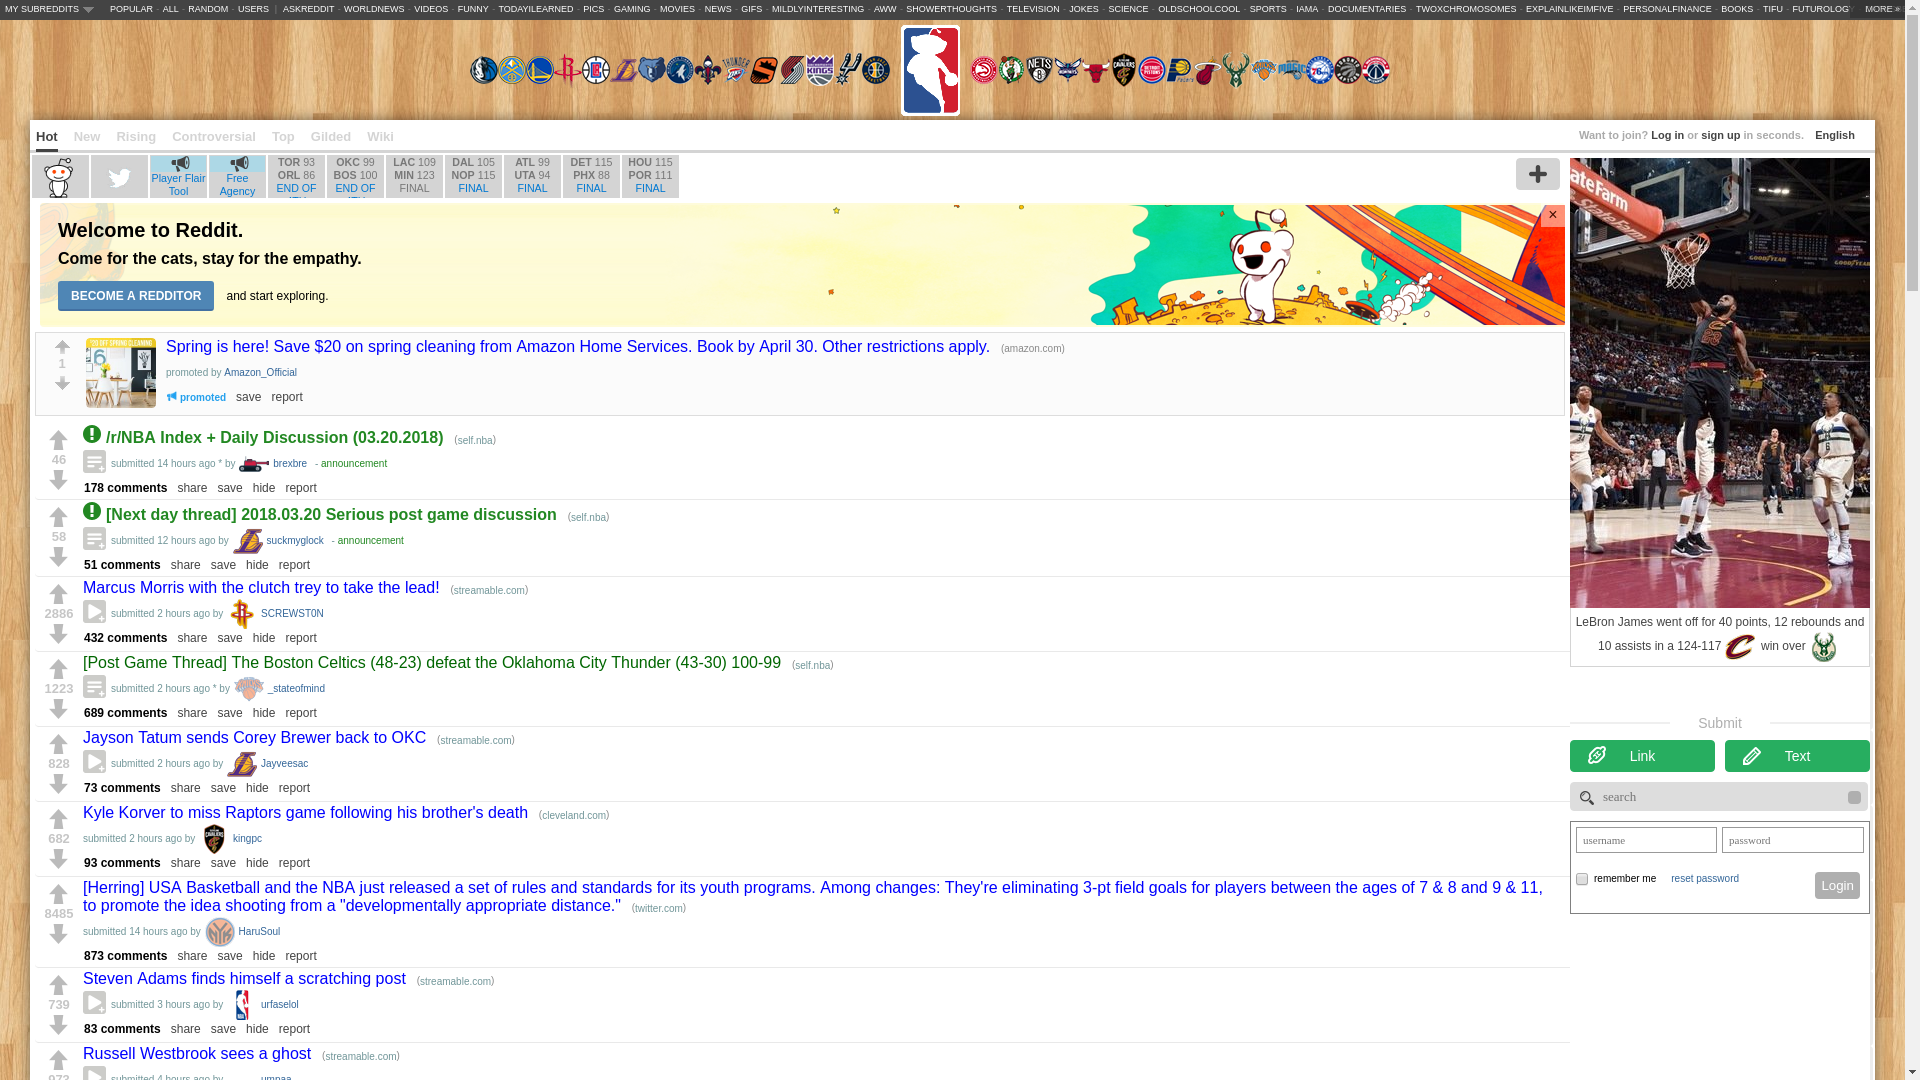 MY SUBREDDITS POPULAR - ALL - RANDOM - USERS | ASKREDDIT - WORLDNEWS - VIDEOS - FUNNY - TODAYILEARNED - PICS - GAMING - MOVIES - NEWS - GIFS - MILDLYINTERESTING - AWW - SHOWERTHOUGHTS - TELEVISION - JOKES - SCIENCE - OLDSCHOOLCOOL - SPORTS - IAMA - DOCUMENTARIES - TWOXCHROMOSOMES - EXPLAINLIKEIMFIVE - PERSONALFINANCE - BOOKS - TIFU - FUTUROLOGY MORE »
Hot New Rising Controversial Top Gilded Wiki
Want to join? Log in or sign up in seconds. English
Player Flair Tool
Free Agency
TOR 93
ORL 86
END OF
OKC 99
BOS 100
END OF
LAC 109
MIN 123
FINAL
DAL 105
NOP 115
FINAL
ATL 99
UTA 94
FINAL
DET 115
PHX 88
FINAL
HOU 115
POR 111
FINAL
Welcome to Reddit.
Come for the cats, stay for the empathy.
BECOME A REDDITOR and start exploring.
×
1
Spring is here! Save $20 on spring cleaning from Amazon Home Services. Book by April 30. Other restrictions apply. (amazon.com)
promoted by Amazon_Official
promoted save report
46
/r/NBA Index + Daily Discussion (03.20.2018) (self.nba)
submitted 14 hours ago * by brexbre - announcement
178 comments share save hide report
58
[Next day thread] 2018.03.20 Serious post game discussion (self.nba)
submitted 12 hours ago by suckmyglock - announcement
51 comments share save hide report
2886
Marcus Morris with the clutch trey to take the lead! (streamable.com)
submitted 2 hours ago by SCREWST0N
432 comments share save hide report
1223
[Post Game Thread] The Boston Celtics (48-23) defeat the Oklahoma City Thunder (43-30) 100-99 (self.nba)
submitted 2 hours ago * by _stateofmind
689 comments share save hide report
828
Jayson Tatum sends Corey Brewer back to OKC (streamable.com)
submitted 2 hours ago by Jayveesac
73 comments share save hide report
682
Kyle Korver to miss Raptors game following his brother's death (cleveland.com)
submitted 2 hours ago by kingpc
93 comments share save hide report
8485
[Herring] USA Basketball and the NBA just released a set of rules and standards for its youth programs. Among changes: They're eliminating 3-pt field goals for players between the ages of 7 & 8 and 9 & 11,
to promote the idea shooting from a "developmentally appropriate distance." (twitter.com)
submitted 14 hours ago by HaruSoul
873 comments share save hide report
739
Steven Adams finds himself a scratching post (streamable.com)
submitted 3 hours ago by urfaselol
83 comments share save hide report
973
Russell Westbrook sees a ghost (streamable.com)
submitted 4 hours ago by umpaa
ateFarm
GOODYEAR
LeBron James went off for 40 points, 12 rebounds and
10 assists in a 124-117 win over
Submit
Link Text
search
username password
remember me reset password Login